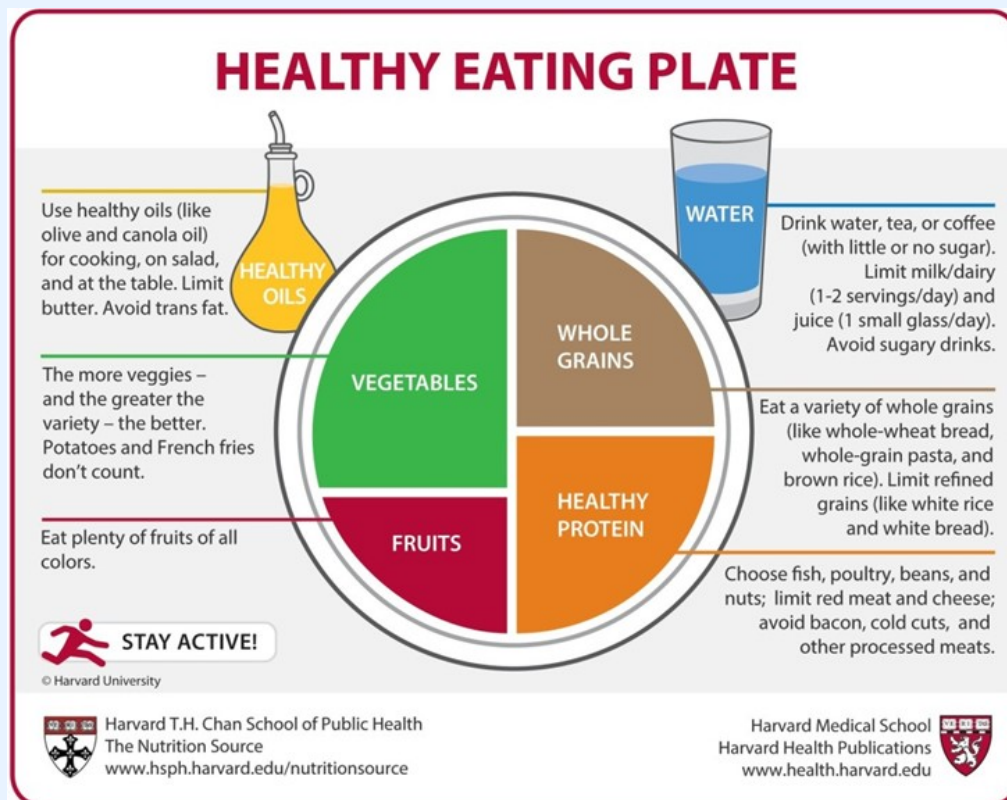 HEALTHY EATING PLATE
Use healthy oils (like
olive and canola oil)
for cooking, on salad,
and at the table. Limit
butter. Avoid trans fat.
HEALTHY
OILS
The more veggies –
and the greater the
variety – the better.
Potatoes and French fries
don't count.
Eat plenty of fruits of all
colors.
VEGETABLES
FRUITS
WHOLE
GRAINS
HEALTHY
PROTEIN
WATER
Drink water, tea, or coffee
(with little or no sugar).
Limit milk/dairy
(1-2 servings/day) and
juice (1 small glass/day).
Avoid sugary drinks.
Eat a variety of whole grains
(like whole-wheat bread,
whole-grain pasta, and
brown rice). Limit refined
grains (like white rice
and white bread).
Choose fish, poultry, beans, and
nuts; limit red meat and cheese;
avoid bacon, cold cuts, and
other processed meats.
STAY ACTIVE!
© Harvard University
Harvard T.H. Chan School of Public Health
The Nutrition Source
www.hsph.harvard.edu/nutritionsource
Harvard Medical School
Harvard Health Publications
www.health.harvard.edu